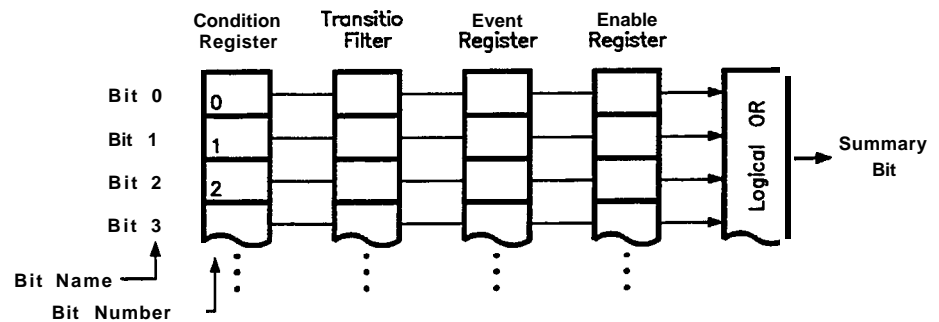 Condition Register
Transitio Filter
Event Register
Enable Register
Bit 0
0
Bit 1
1
Bit 2
2
Bit 3
Logical OR
Summary Bit
Bit Name
Bit Number